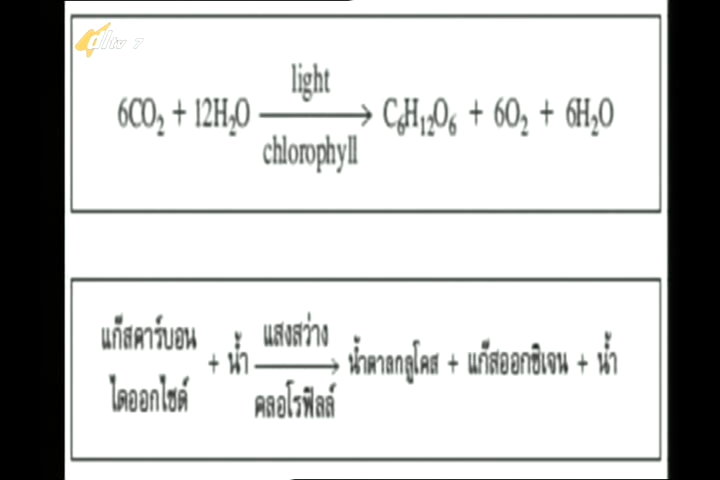 dltv 7
light
6CO₂ + 12H₂O → C₆H₁₂O₆ + 6O₂ + 6H₂O
chlorophyll
แก๊สคาร์บอน แสงสว่าง
+ น้ำ → น้ำตาลกลูโคส + แก๊สออกซิเจน + น้ำ
ไดออกไซด์ คลอโรฟิลล์